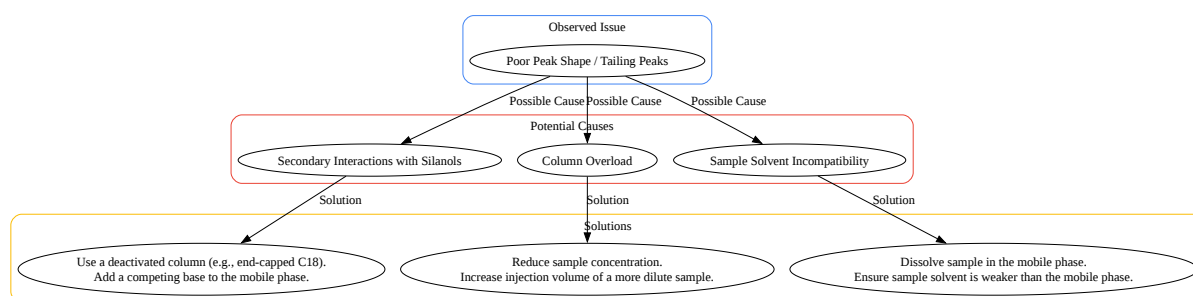 Observed Issue
Poor Peak Shape / Tailing Peaks
Possible Cause
Possible Cause
Possible Cause
Potential Causes
Secondary Interactions with Silanols
Column Overload
Sample Solvent Incompatibility
Solution
Solution
Solution
Solutions
Use a deactivated column (e.g., end-capped C18).
Add a competing base to the mobile phase.
Reduce sample concentration.
Increase injection volume of a more dilute sample.
Dissolve sample in the mobile phase.
Ensure sample solvent is weaker than the mobile phase.